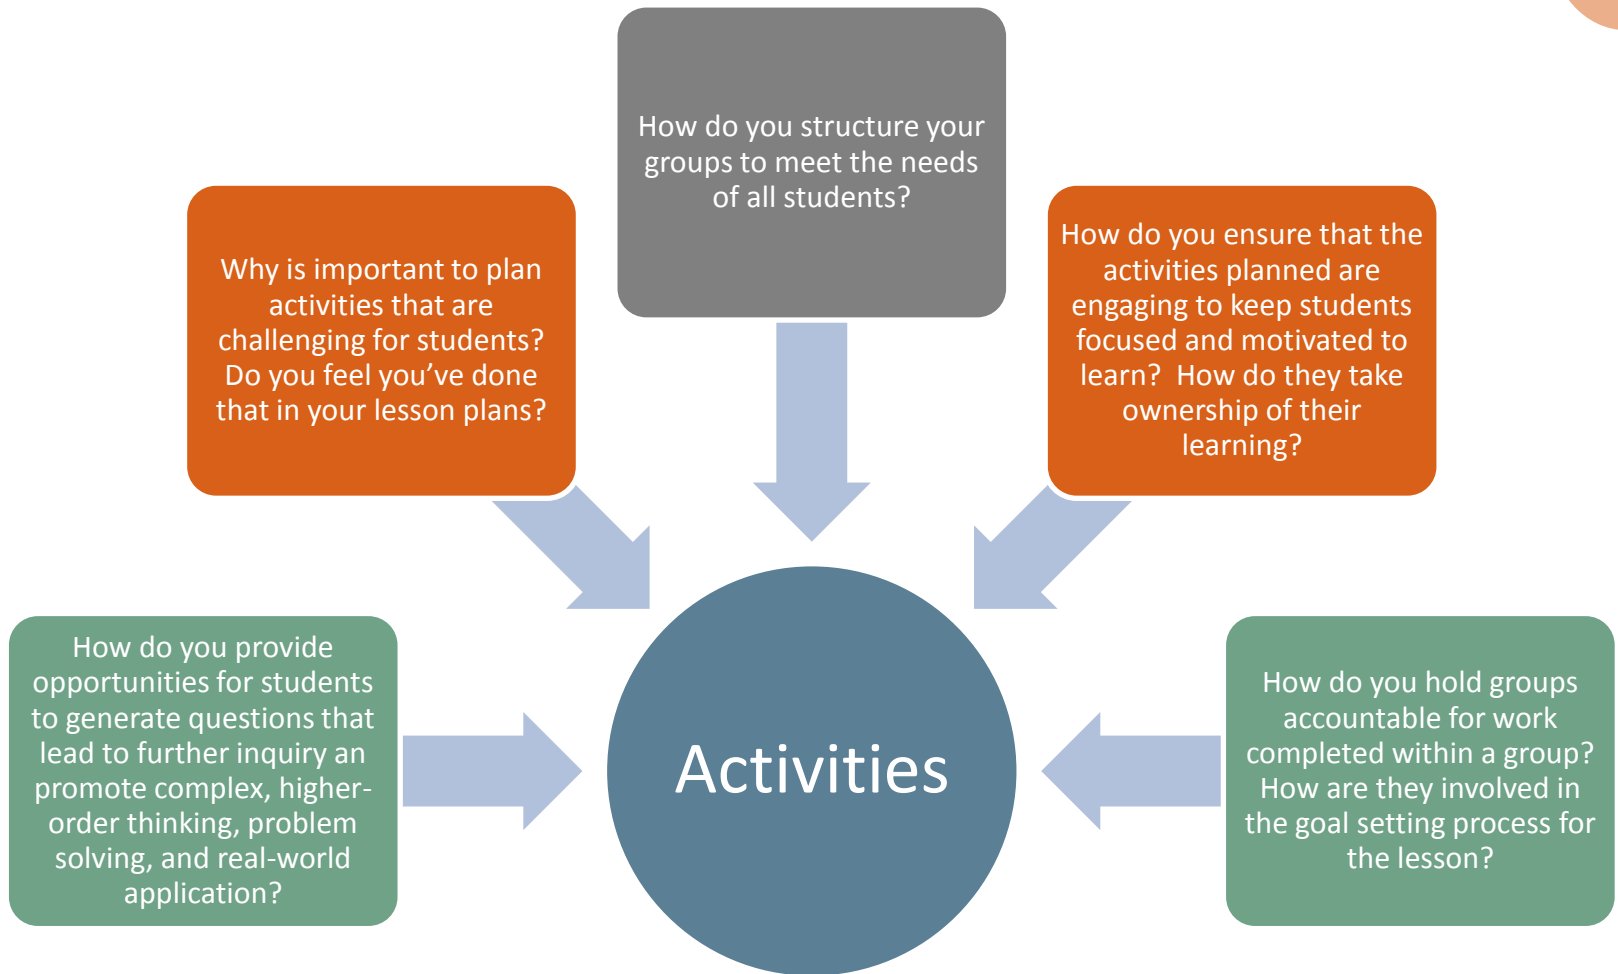 How do you structure your
groups to meet the needs
of all students?
Why is important to plan
activities that are
challenging for students?
Do you feel you’ve done
that in your lesson plans?
How do you ensure that the
activities planned are
engaging to keep students
focused and motivated to
learn?  How do they take
ownership of their
learning?
How do you provide
opportunities for students
to generate questions that
lead to further inquiry an
promote complex, higher-
order thinking, problem
solving, and real-world
application?
Activities
How do you hold groups
accountable for work
completed within a group?
How are they involved in
the goal setting process for
the lesson?